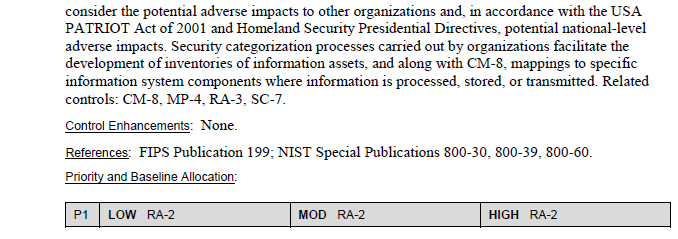 consider the potential adverse impacts to other organizations and, in accordance with the USA
PATRIOT Act of 2001 and Homeland Security Presidential Directives, potential national-level
adverse impacts. Security categorization processes carried out by organizations facilitate the
development of inventories of information assets, and along with CM-8, mappings to specific
information system components where information is processed, stored, or transmitted. Related
controls: CM-8, MP-4, RA-3, SC-7.
Control Enhancements: None.
References: FIPS Publication 199; NIST Special Publications 800-30, 800-39, 800-60.
Priority and Baseline Allocation:
P1 LOW RA-2 MOD RA-2 HIGH RA-2